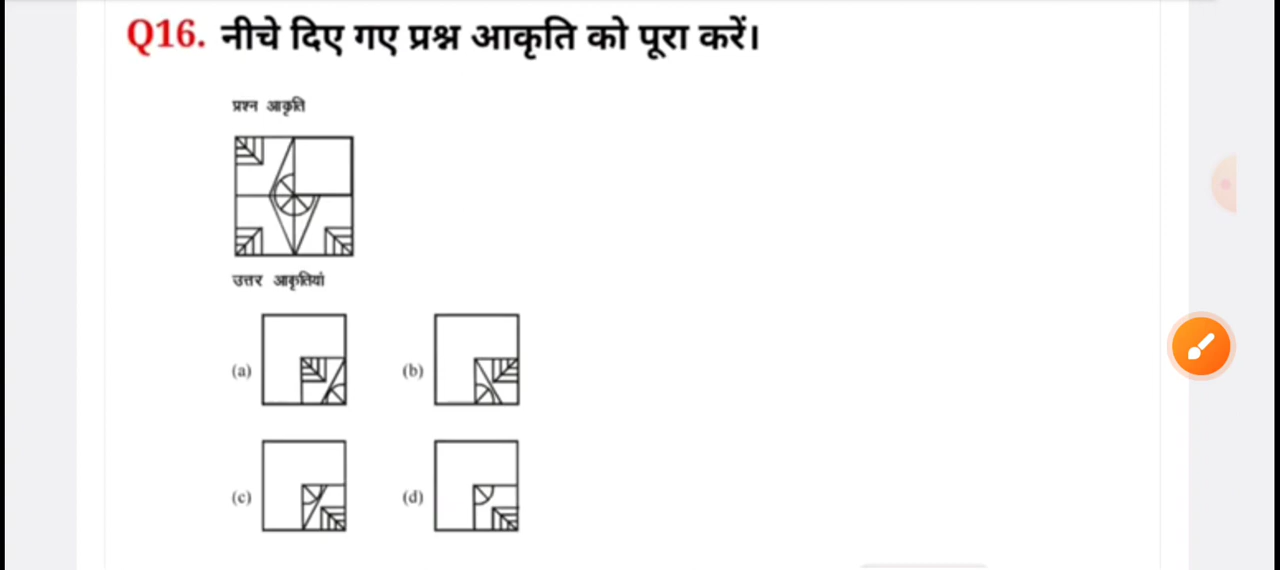 Q16. नीचे दिए गए प्रश्न आकृति को पूरा करें।
प्रश्न आकृति
उत्तर आकृतियां
(a) (b)
(c) (d)